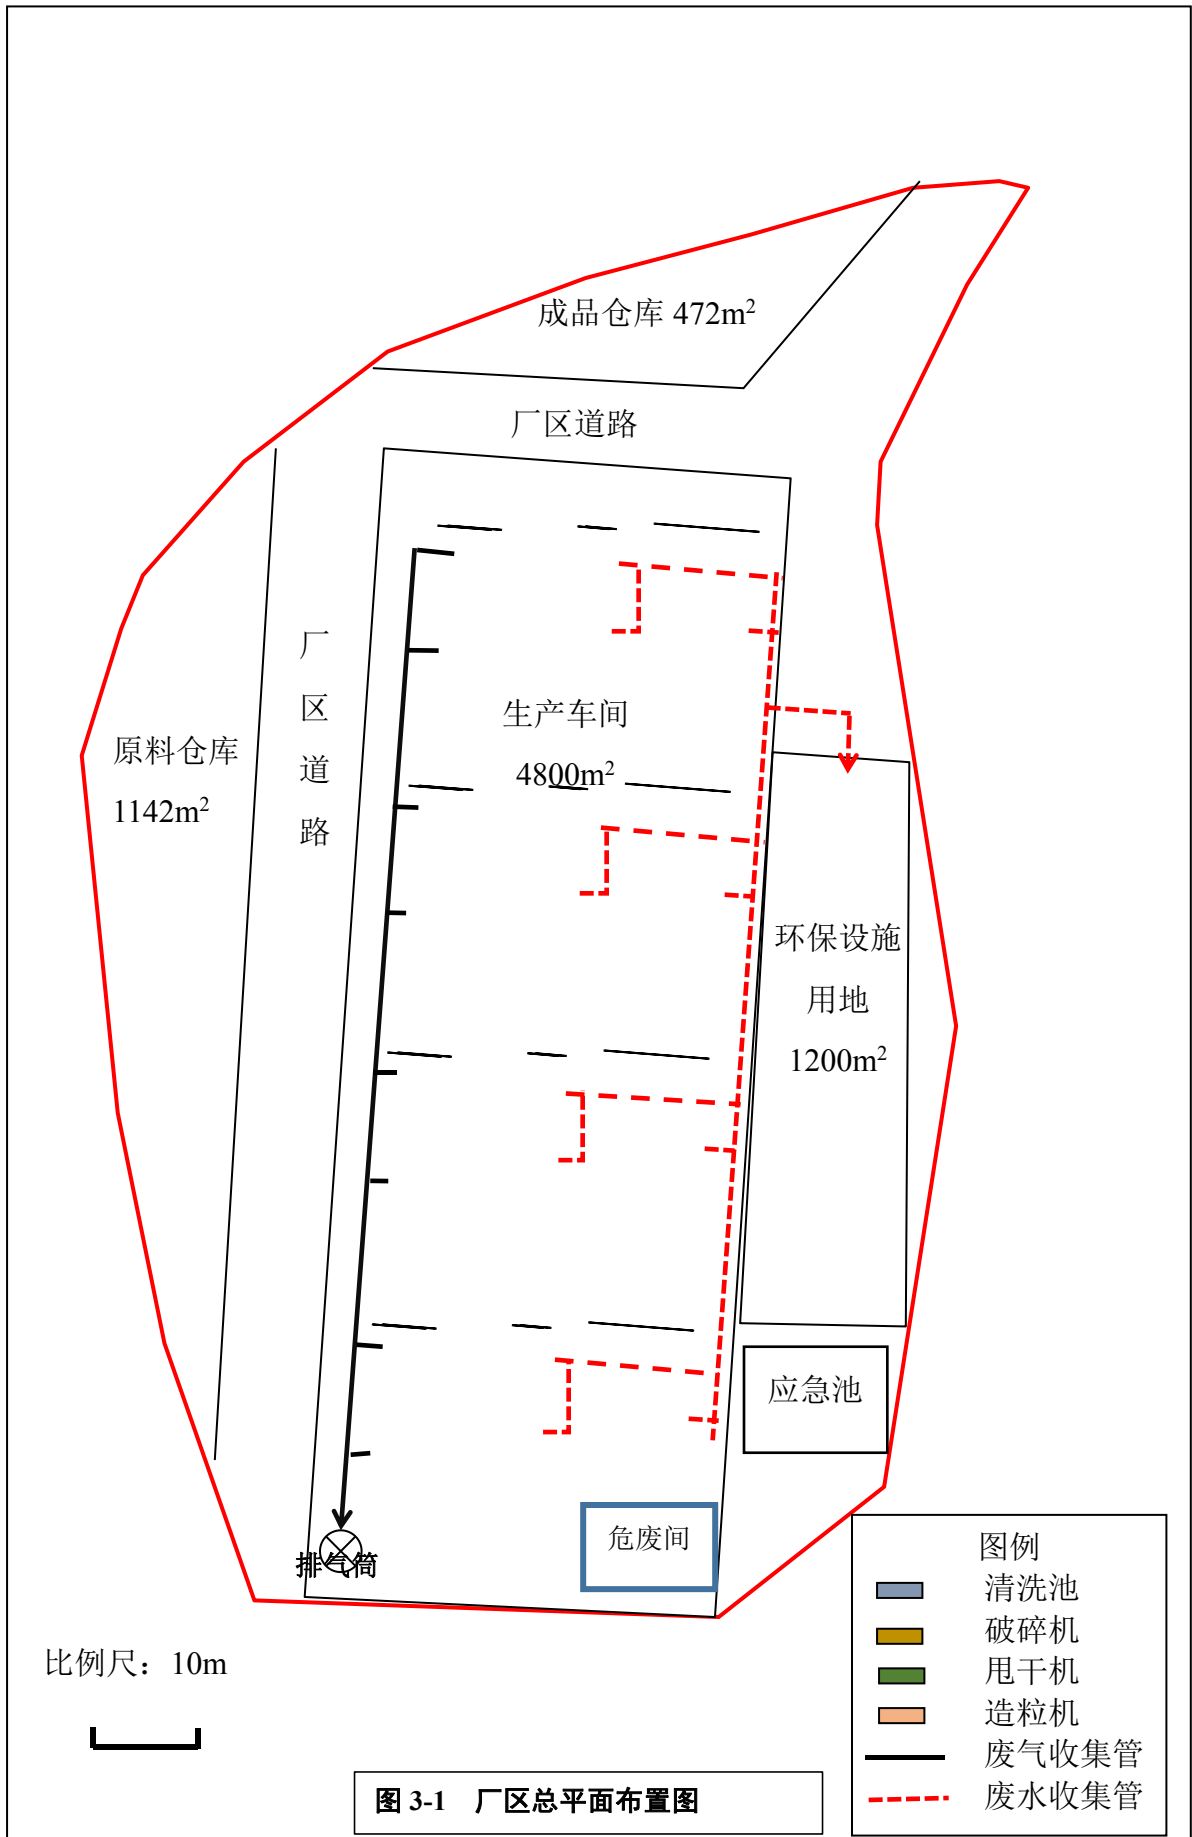 成品仓库 472m²
厂区道路
厂
区
道
路
生产车间
4800m²
原料仓库
1142m²
环保设施
用地
1200m²
应急池
危废间
排气筒
图例
清洗池
破碎机
甩干机
造粒机
废气收集管
废水收集管
比例尺：10m
图 3-1 厂区总平面布置图